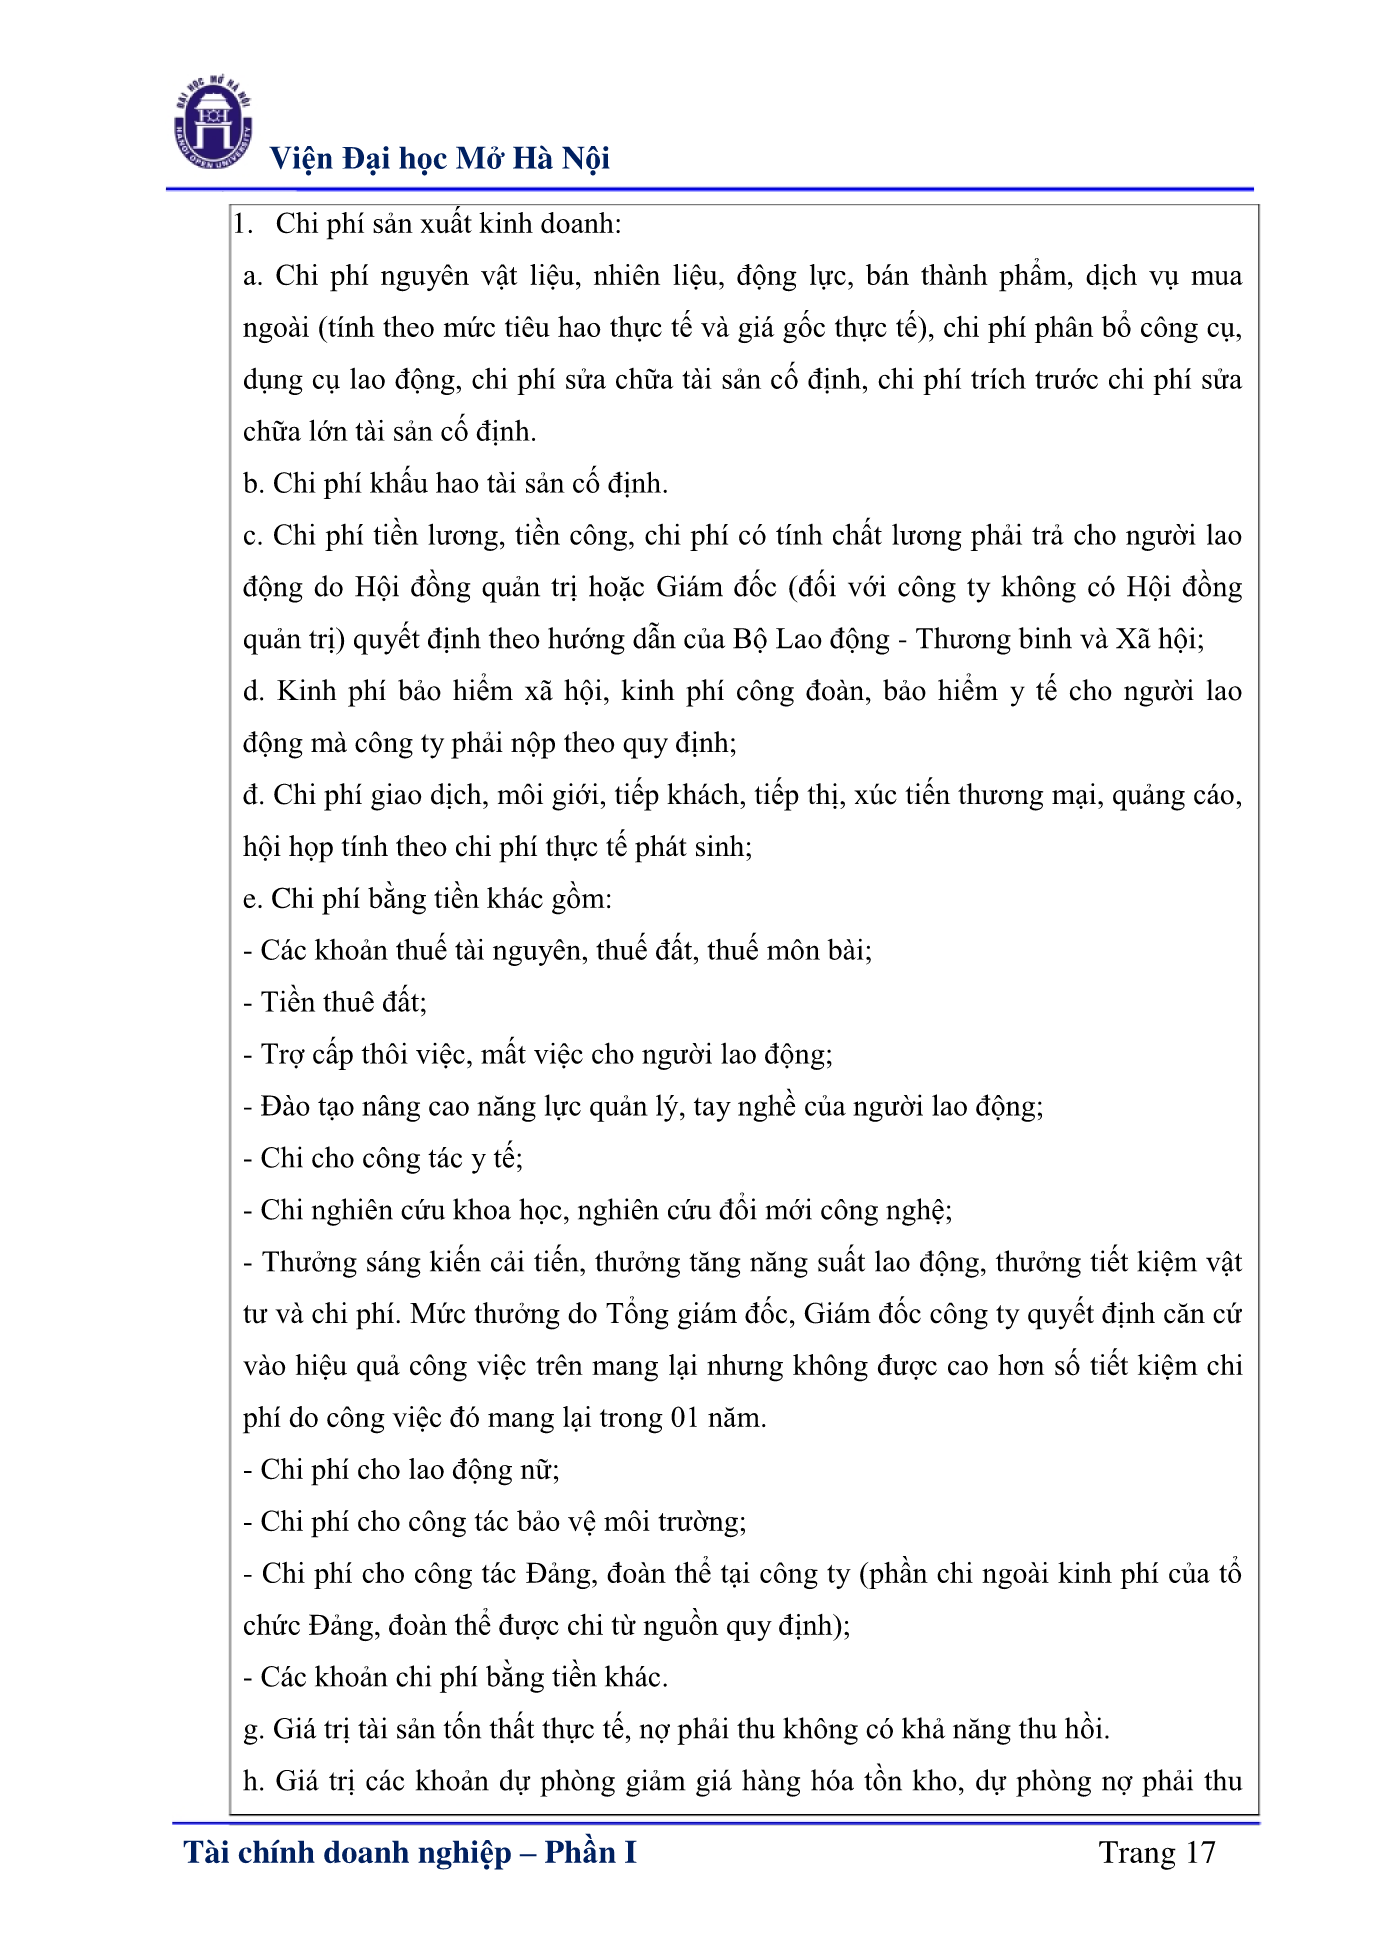 ĐẠI HỌC MỞ HÀ NỘI
HANOI OPEN UNIVERSITY
Viện Đại học Mở Hà Nội
1. Chi phí sản xuất kinh doanh:
a. Chi phí nguyên vật liệu, nhiên liệu, động lực, bán thành phẩm, dịch vụ mua
ngoài (tính theo mức tiêu hao thực tế và giá gốc thực tế), chi phí phân bổ công cụ,
dụng cụ lao động, chi phí sửa chữa tài sản cố định, chi phí trích trước chi phí sửa
chữa lớn tài sản cố định.
b. Chi phí khấu hao tài sản cố định.
c. Chi phí tiền lương, tiền công, chi phí có tính chất lương phải trả cho người lao
động do Hội đồng quản trị hoặc Giám đốc (đối với công ty không có Hội đồng
quản trị) quyết định theo hướng dẫn của Bộ Lao động - Thương binh và Xã hội;
d. Kinh phí bảo hiểm xã hội, kinh phí công đoàn, bảo hiểm y tế cho người lao
động mà công ty phải nộp theo quy định;
đ. Chi phí giao dịch, môi giới, tiếp khách, tiếp thị, xúc tiến thương mại, quảng cáo,
hội họp tính theo chi phí thực tế phát sinh;
e. Chi phí bằng tiền khác gồm:
- Các khoản thuế tài nguyên, thuế đất, thuế môn bài;
- Tiền thuê đất;
- Trợ cấp thôi việc, mất việc cho người lao động;
- Đào tạo nâng cao năng lực quản lý, tay nghề của người lao động;
- Chi cho công tác y tế;
- Chi nghiên cứu khoa học, nghiên cứu đổi mới công nghệ;
- Thưởng sáng kiến cải tiến, thưởng tăng năng suất lao động, thưởng tiết kiệm vật
tư và chi phí. Mức thưởng do Tổng giám đốc, Giám đốc công ty quyết định căn cứ
vào hiệu quả công việc trên mang lại nhưng không được cao hơn số tiết kiệm chi
phí do công việc đó mang lại trong 01 năm.
- Chi phí cho lao động nữ;
- Chi phí cho công tác bảo vệ môi trường;
- Chi phí cho công tác Đảng, đoàn thể tại công ty (phần chi ngoài kinh phí của tổ
chức Đảng, đoàn thể được chi từ nguồn quy định);
- Các khoản chi phí bằng tiền khác.
g. Giá trị tài sản tốn thất thực tế, nợ phải thu không có khả năng thu hồi.
h. Giá trị các khoản dự phòng giảm giá hàng hóa tồn kho, dự phòng nợ phải thu
Tài chính doanh nghiệp – Phần I
Trang 17